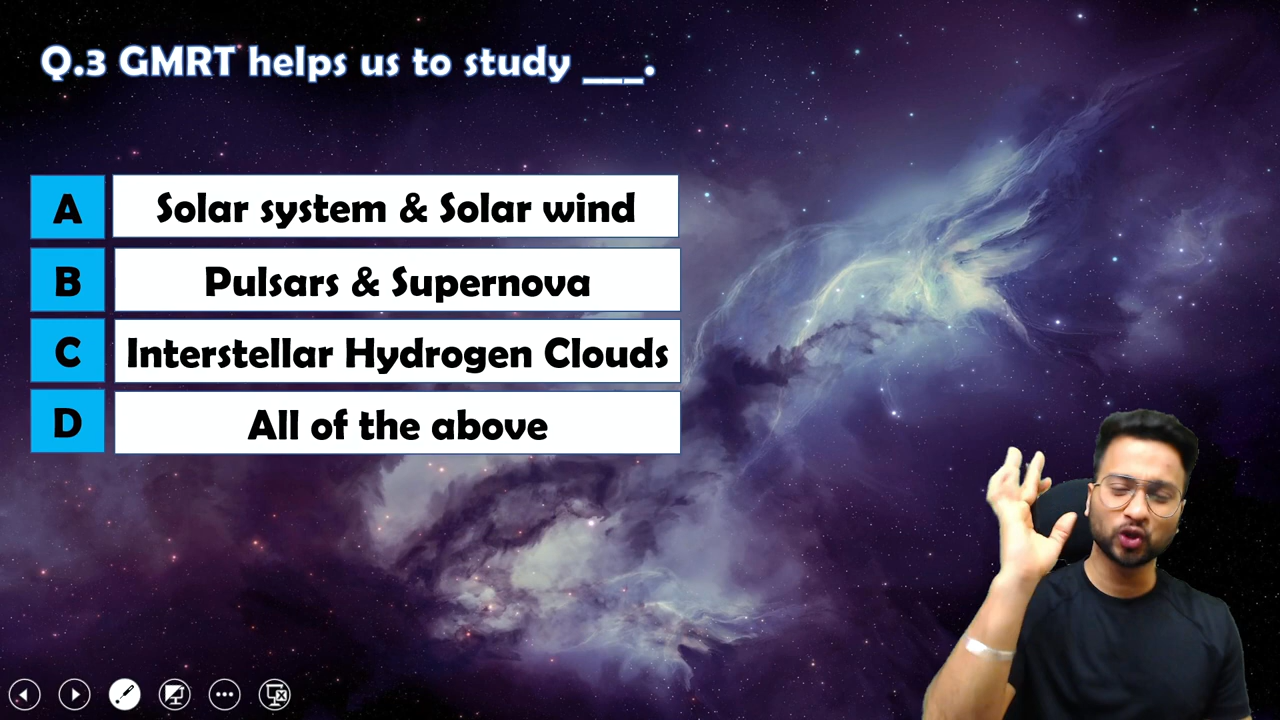 Q.3 GMRT helps us to study ___.
A Solar system & Solar wind
B Pulsars & Supernova
C Interstellar Hydrogen Clouds
D All of the above